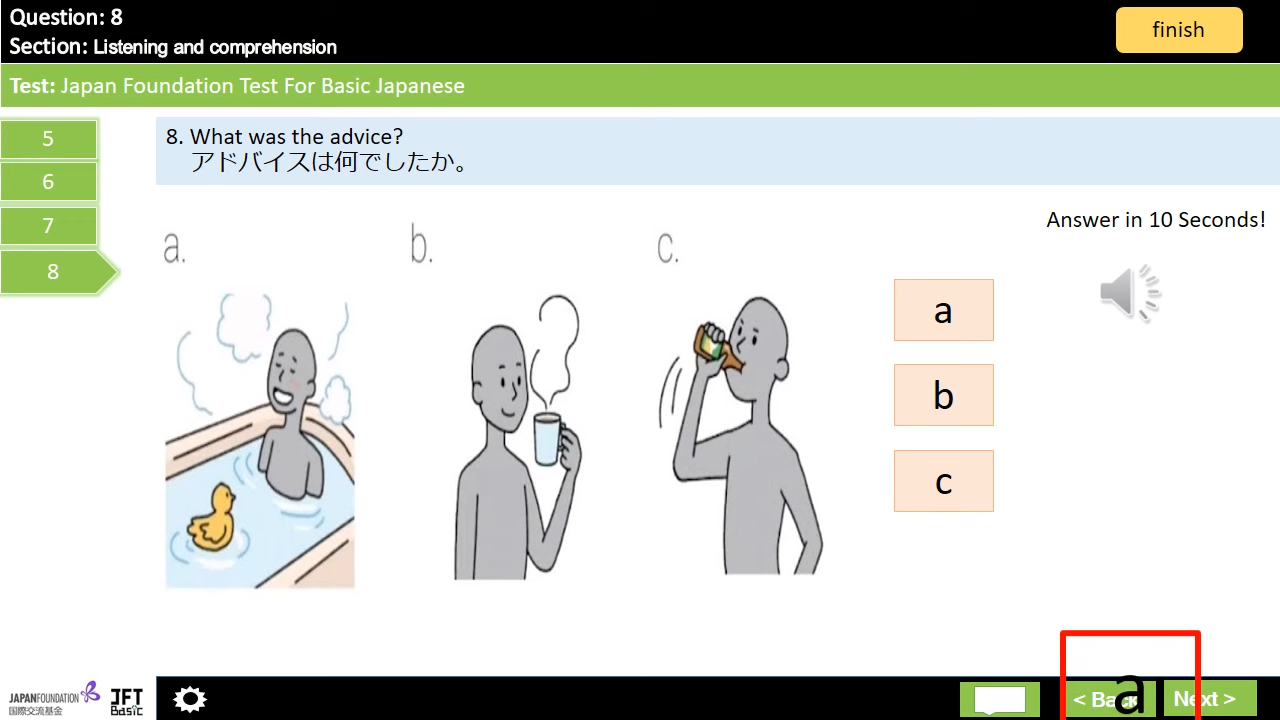 Question: 8
Section: Listening and comprehension
finish
Test: Japan Foundation Test For Basic Japanese
5
6
7
8
8. What was the advice?
アドバイスは何でしたか。
Answer in 10 Seconds!
a.
b.
c.
a
b
c
JAPANFOUNDATION
国際交流基金
JFT
Basic
< Back
a
Next >